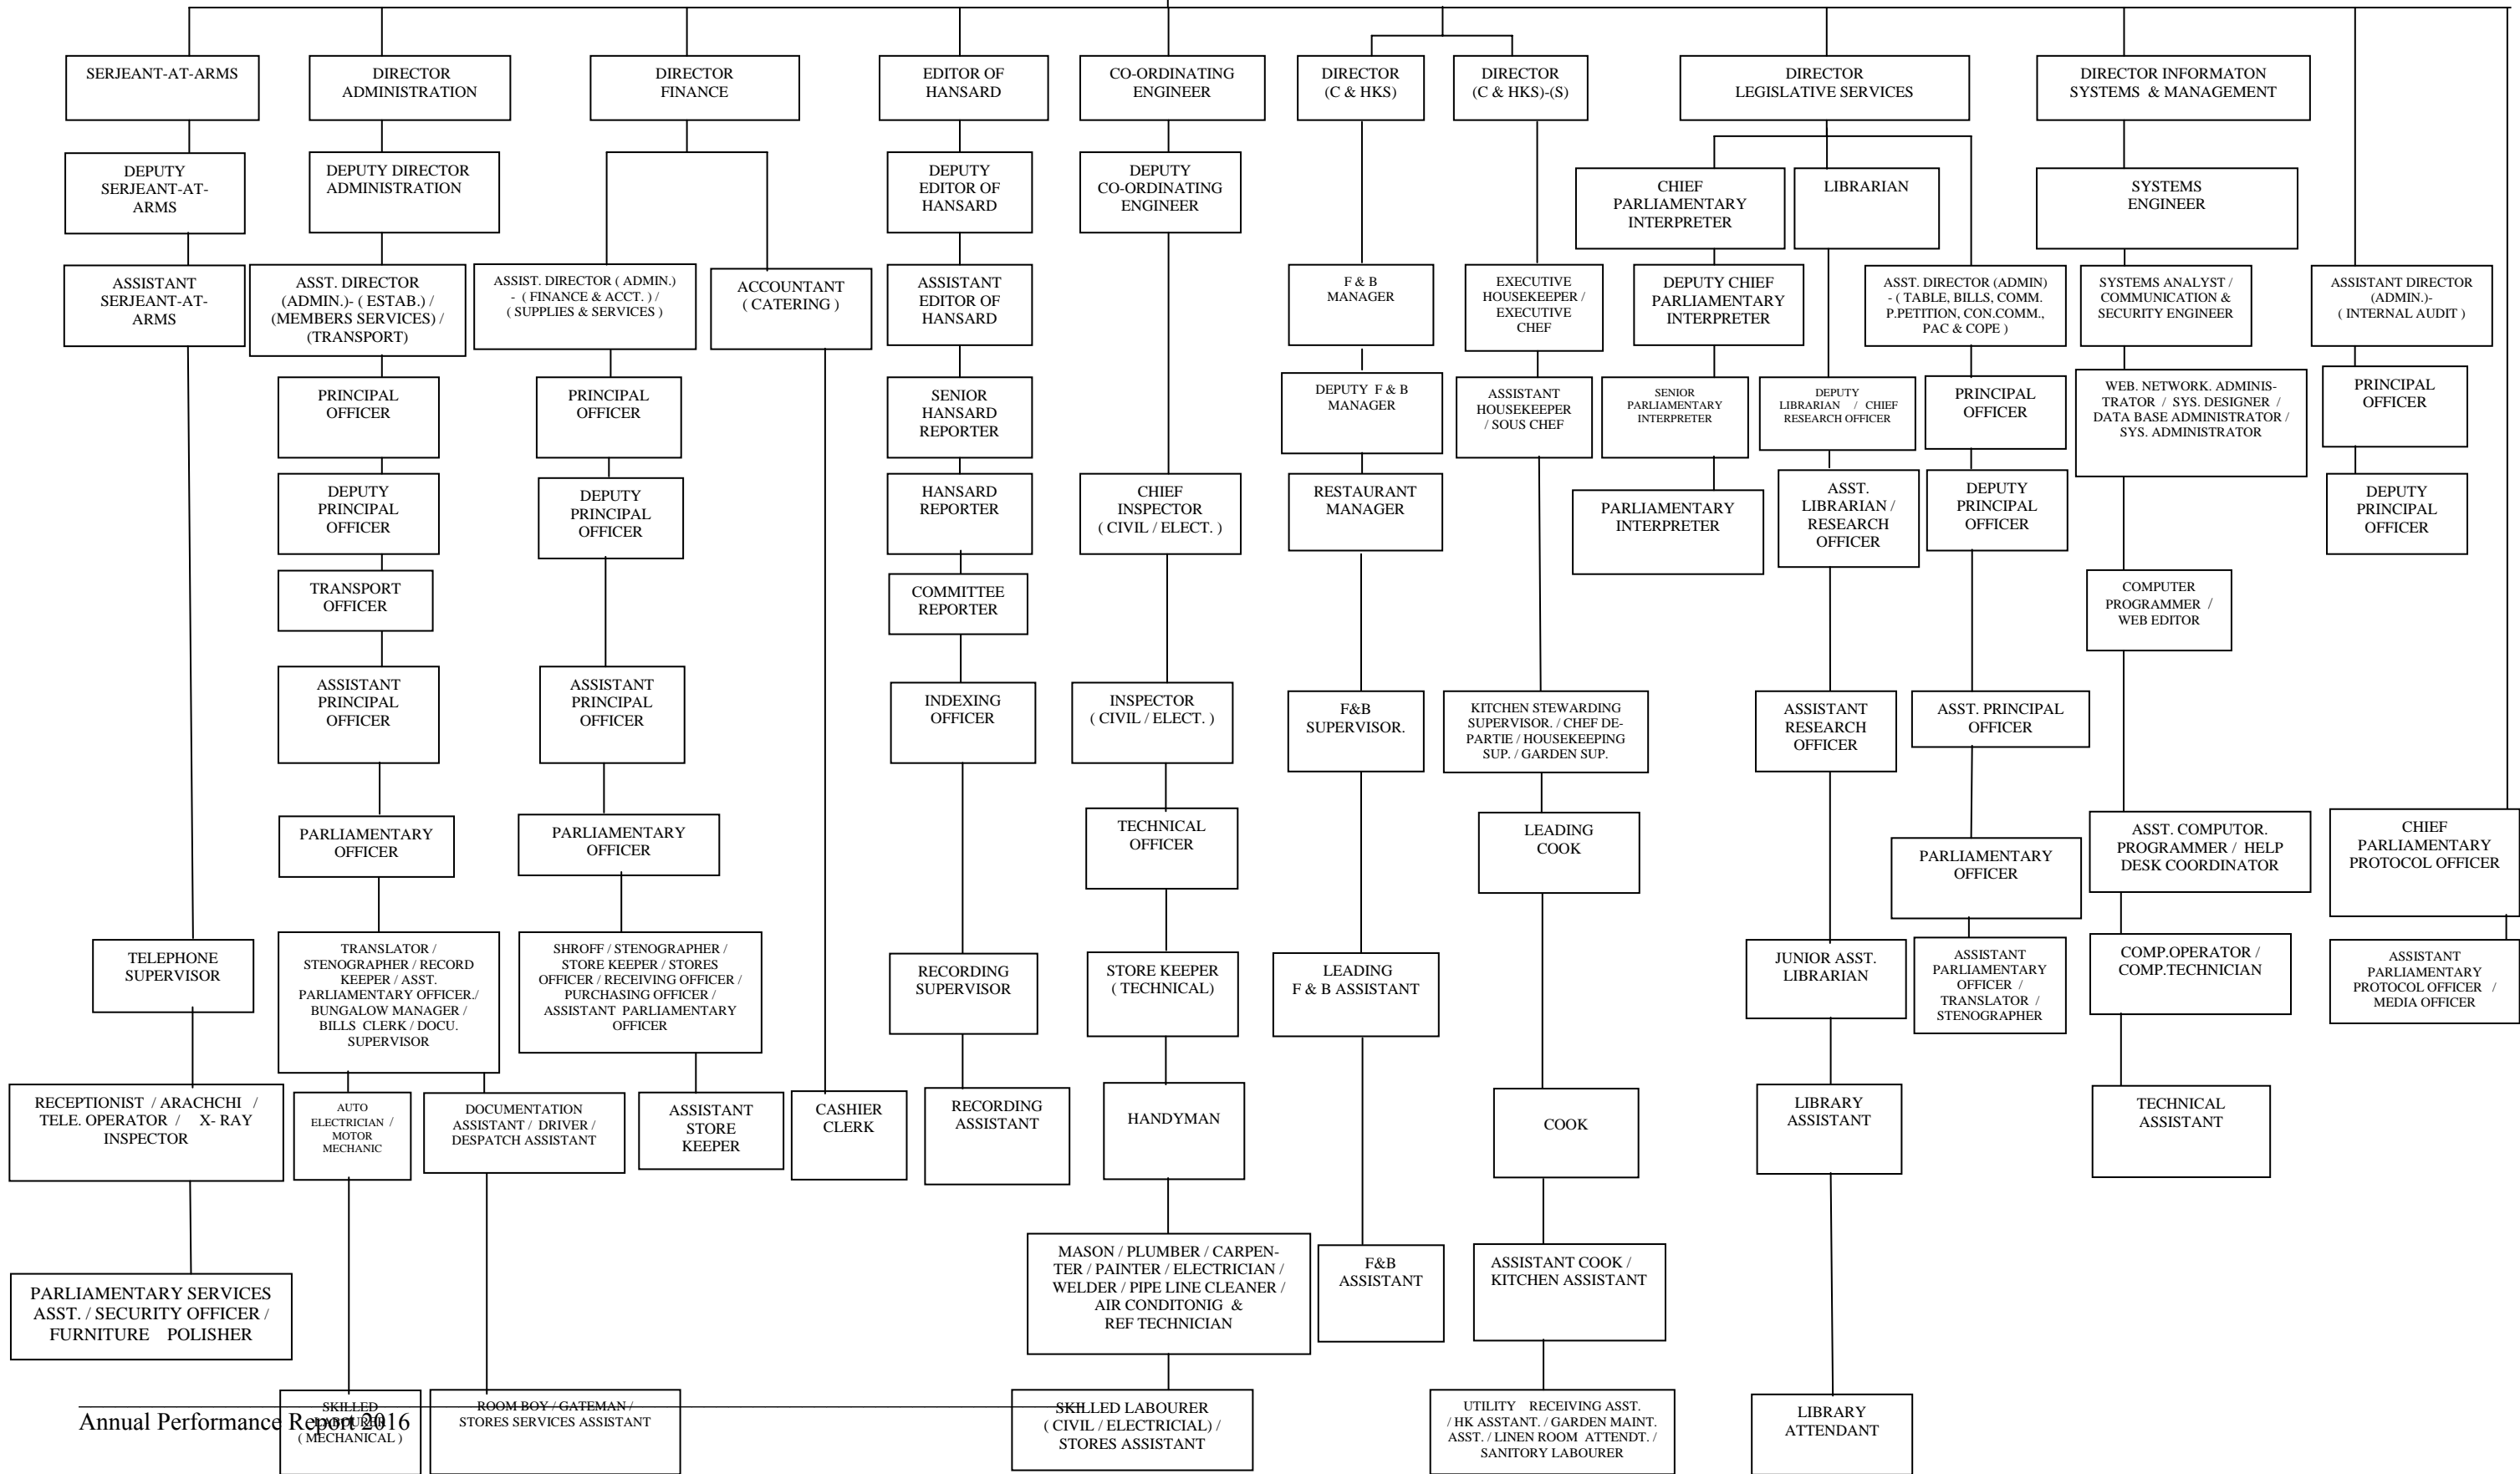 SERJEANT-AT-ARMS
DIRECTOR
ADMINISTRATION
DIRECTOR
FINANCE
EDITOR OF
HANSARD
CO-ORDINATING
ENGINEER
DIRECTOR
(C & HKS)
DIRECTOR
(C & HKS)-(S)
DIRECTOR
LEGISLATIVE SERVICES
DIRECTOR INFORMATON
SYSTEMS & MANAGEMENT
DEPUTY
SERJEANT-AT-
ARMS
DEPUTY DIRECTOR
ADMINISTRATION
DEPUTY
EDITOR OF
HANSARD
DEPUTY
CO-ORDINATING
ENGINEER
CHIEF
PARLIAMENTARY
INTERPRETER
LIBRARIAN
SYSTEMS
ENGINEER
ASSISTANT
SERJEANT-AT-
ARMS
ASST. DIRECTOR
(ADMIN.)- ( ESTAB.) /
(MEMBERS SERVICES) /
(TRANSPORT)
ASSIST. DIRECTOR ( ADMIN.)
- ( FINANCE & ACCT. ) /
( SUPPLIES & SERVICES )
ACCOUNTANT
( CATERING )
ASSISTANT
EDITOR OF
HANSARD
F & B
MANAGER
EXECUTIVE
HOUSEKEEPER /
EXECUTIVE
CHEF
DEPUTY CHIEF
PARLIAMENTARY
INTERPRETER
ASST. DIRECTOR (ADMIN)
- ( TABLE, BILLS, COMM.
P.PETITION, CON.COMM.,
PAC & COPE )
SYSTEMS ANALYST /
COMMUNICATION &
SECURITY ENGINEER
ASSISTANT DIRECTOR
(ADMIN.)-
( INTERNAL AUDIT )
PRINCIPAL
OFFICER
PRINCIPAL
OFFICER
SENIOR
HANSARD
REPORTER
DEPUTY F & B
MANAGER
ASSISTANT
HOUSEKEEPER
/ SOUS CHEF
SENIOR
PARLIAMENTARY
INTERPRETER
DEPUTY
LIBRARIAN / CHIEF
RESEARCH OFFICER
PRINCIPAL
OFFICER
WEB. NETWORK. ADMINIS-
TRATOR / SYS. DESIGNER /
DATA BASE ADMINISTRATOR /
SYS. ADMINISTRATOR
PRINCIPAL
OFFICER
DEPUTY
PRINCIPAL
OFFICER
DEPUTY
PRINCIPAL
OFFICER
HANSARD
REPORTER
CHIEF
INSPECTOR
( CIVIL / ELECT. )
RESTAURANT
MANAGER
PARLIAMENTARY
INTERPRETER
ASST.
LIBRARIAN /
RESEARCH
OFFICER
DEPUTY
PRINCIPAL
OFFICER
DEPUTY
PRINCIPAL
OFFICER
TRANSPORT
OFFICER
COMMITTEE
REPORTER
COMPUTER
PROGRAMMER /
WEB EDITOR
ASSISTANT
PRINCIPAL
OFFICER
ASSISTANT
PRINCIPAL
OFFICER
INDEXING
OFFICER
INSPECTOR
( CIVIL / ELECT. )
F&B
SUPERVISOR.
KITCHEN STEWARDING
SUPERVISOR. / CHEF DE-
PARTIE / HOUSEKEEPING
SUP. / GARDEN SUP.
ASSISTANT
RESEARCH
OFFICER
ASST. PRINCIPAL
OFFICER
PARLIAMENTARY
OFFICER
PARLIAMENTARY
OFFICER
TECHNICAL
OFFICER
LEADING
COOK
PARLIAMENTARY
OFFICER
ASST. COMPUTOR.
PROGRAMMER / HELP
DESK COORDINATOR
CHIEF
PARLIAMENTARY
PROTOCOL OFFICER
TELEPHONE
SUPERVISOR
TRANSLATOR /
STENOGRAPHER / RECORD
KEEPER / ASST.
PARLIAMENTARY OFFICER./
BUNGALOW MANAGER /
BILLS CLERK / DOCU.
SUPERVISOR
SHROFF / STENOGRAPHER /
STORE KEEPER / STORES
OFFICER / RECEIVING OFFICER /
PURCHASING OFFICER /
ASSISTANT PARLIAMENTARY
OFFICER
RECORDING
SUPERVISOR
STORE KEEPER
( TECHNICAL)
LEADING
F & B ASSISTANT
JUNIOR ASST.
LIBRARIAN
ASSISTANT
PARLIAMENTARY
OFFICER /
TRANSLATOR /
STENOGRAPHER
COMP.OPERATOR /
COMP.TECHNICIAN
ASSISTANT
PARLIAMENTARY
PROTOCOL OFFICER /
MEDIA OFFICER
RECEPTIONIST / ARACHCHI /
TELE. OPERATOR / X- RAY
INSPECTOR
AUTO
ELECTRICIAN /
MOTOR
MECHANIC
DOCUMENTATION
ASSISTANT / DRIVER /
DESPATCH ASSISTANT
ASSISTANT
STORE
KEEPER
CASHIER
CLERK
RECORDING
ASSISTANT
HANDYMAN
COOK
LIBRARY
ASSISTANT
TECHNICAL
ASSISTANT
PARLIAMENTARY SERVICES
ASST. / SECURITY OFFICER /
FURNITURE POLISHER
MASON / PLUMBER / CARPEN-
TER / PAINTER / ELECTRICIAN /
WELDER / PIPE LINE CLEANER /
AIR CONDITONIG &
REF TECHNICIAN
F&B
ASSISTANT
ASSISTANT COOK /
KITCHEN ASSISTANT
SKILLED
LABOURER
( MECHANICAL )
ROOM BOY / GATEMAN /
STORES SERVICES ASSISTANT
SKILLED LABOURER
( CIVIL / ELECTRICIAL) /
STORES ASSISTANT
UTILITY RECEIVING ASST.
/ HK ASSTANT. / GARDEN MAINT.
ASST. / LINEN ROOM ATTENDT. /
SANITORY LABOURER
LIBRARY
ATTENDANT
Annual Performance Report 2016